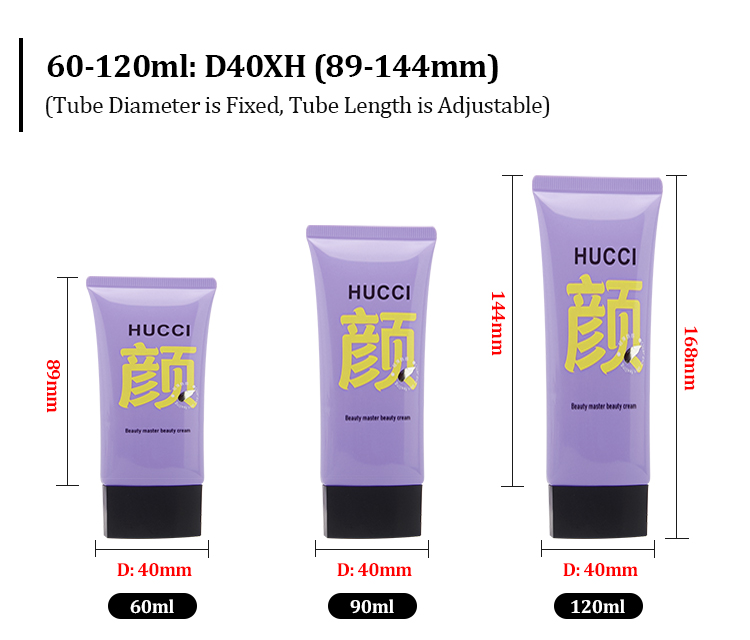 60-120ml: D40XH (89-144mm)
(Tube Diameter is Fixed, Tube Length is Adjustable)
89mm
HUCCI
颜
Beauty master beauty cream
D: 40mm
60ml
HUCCI
颜
Beauty master beauty cream
D: 40mm
90ml
144mm
HUCCI
颜
Beauty master beauty cream
168mm
D: 40mm
120ml